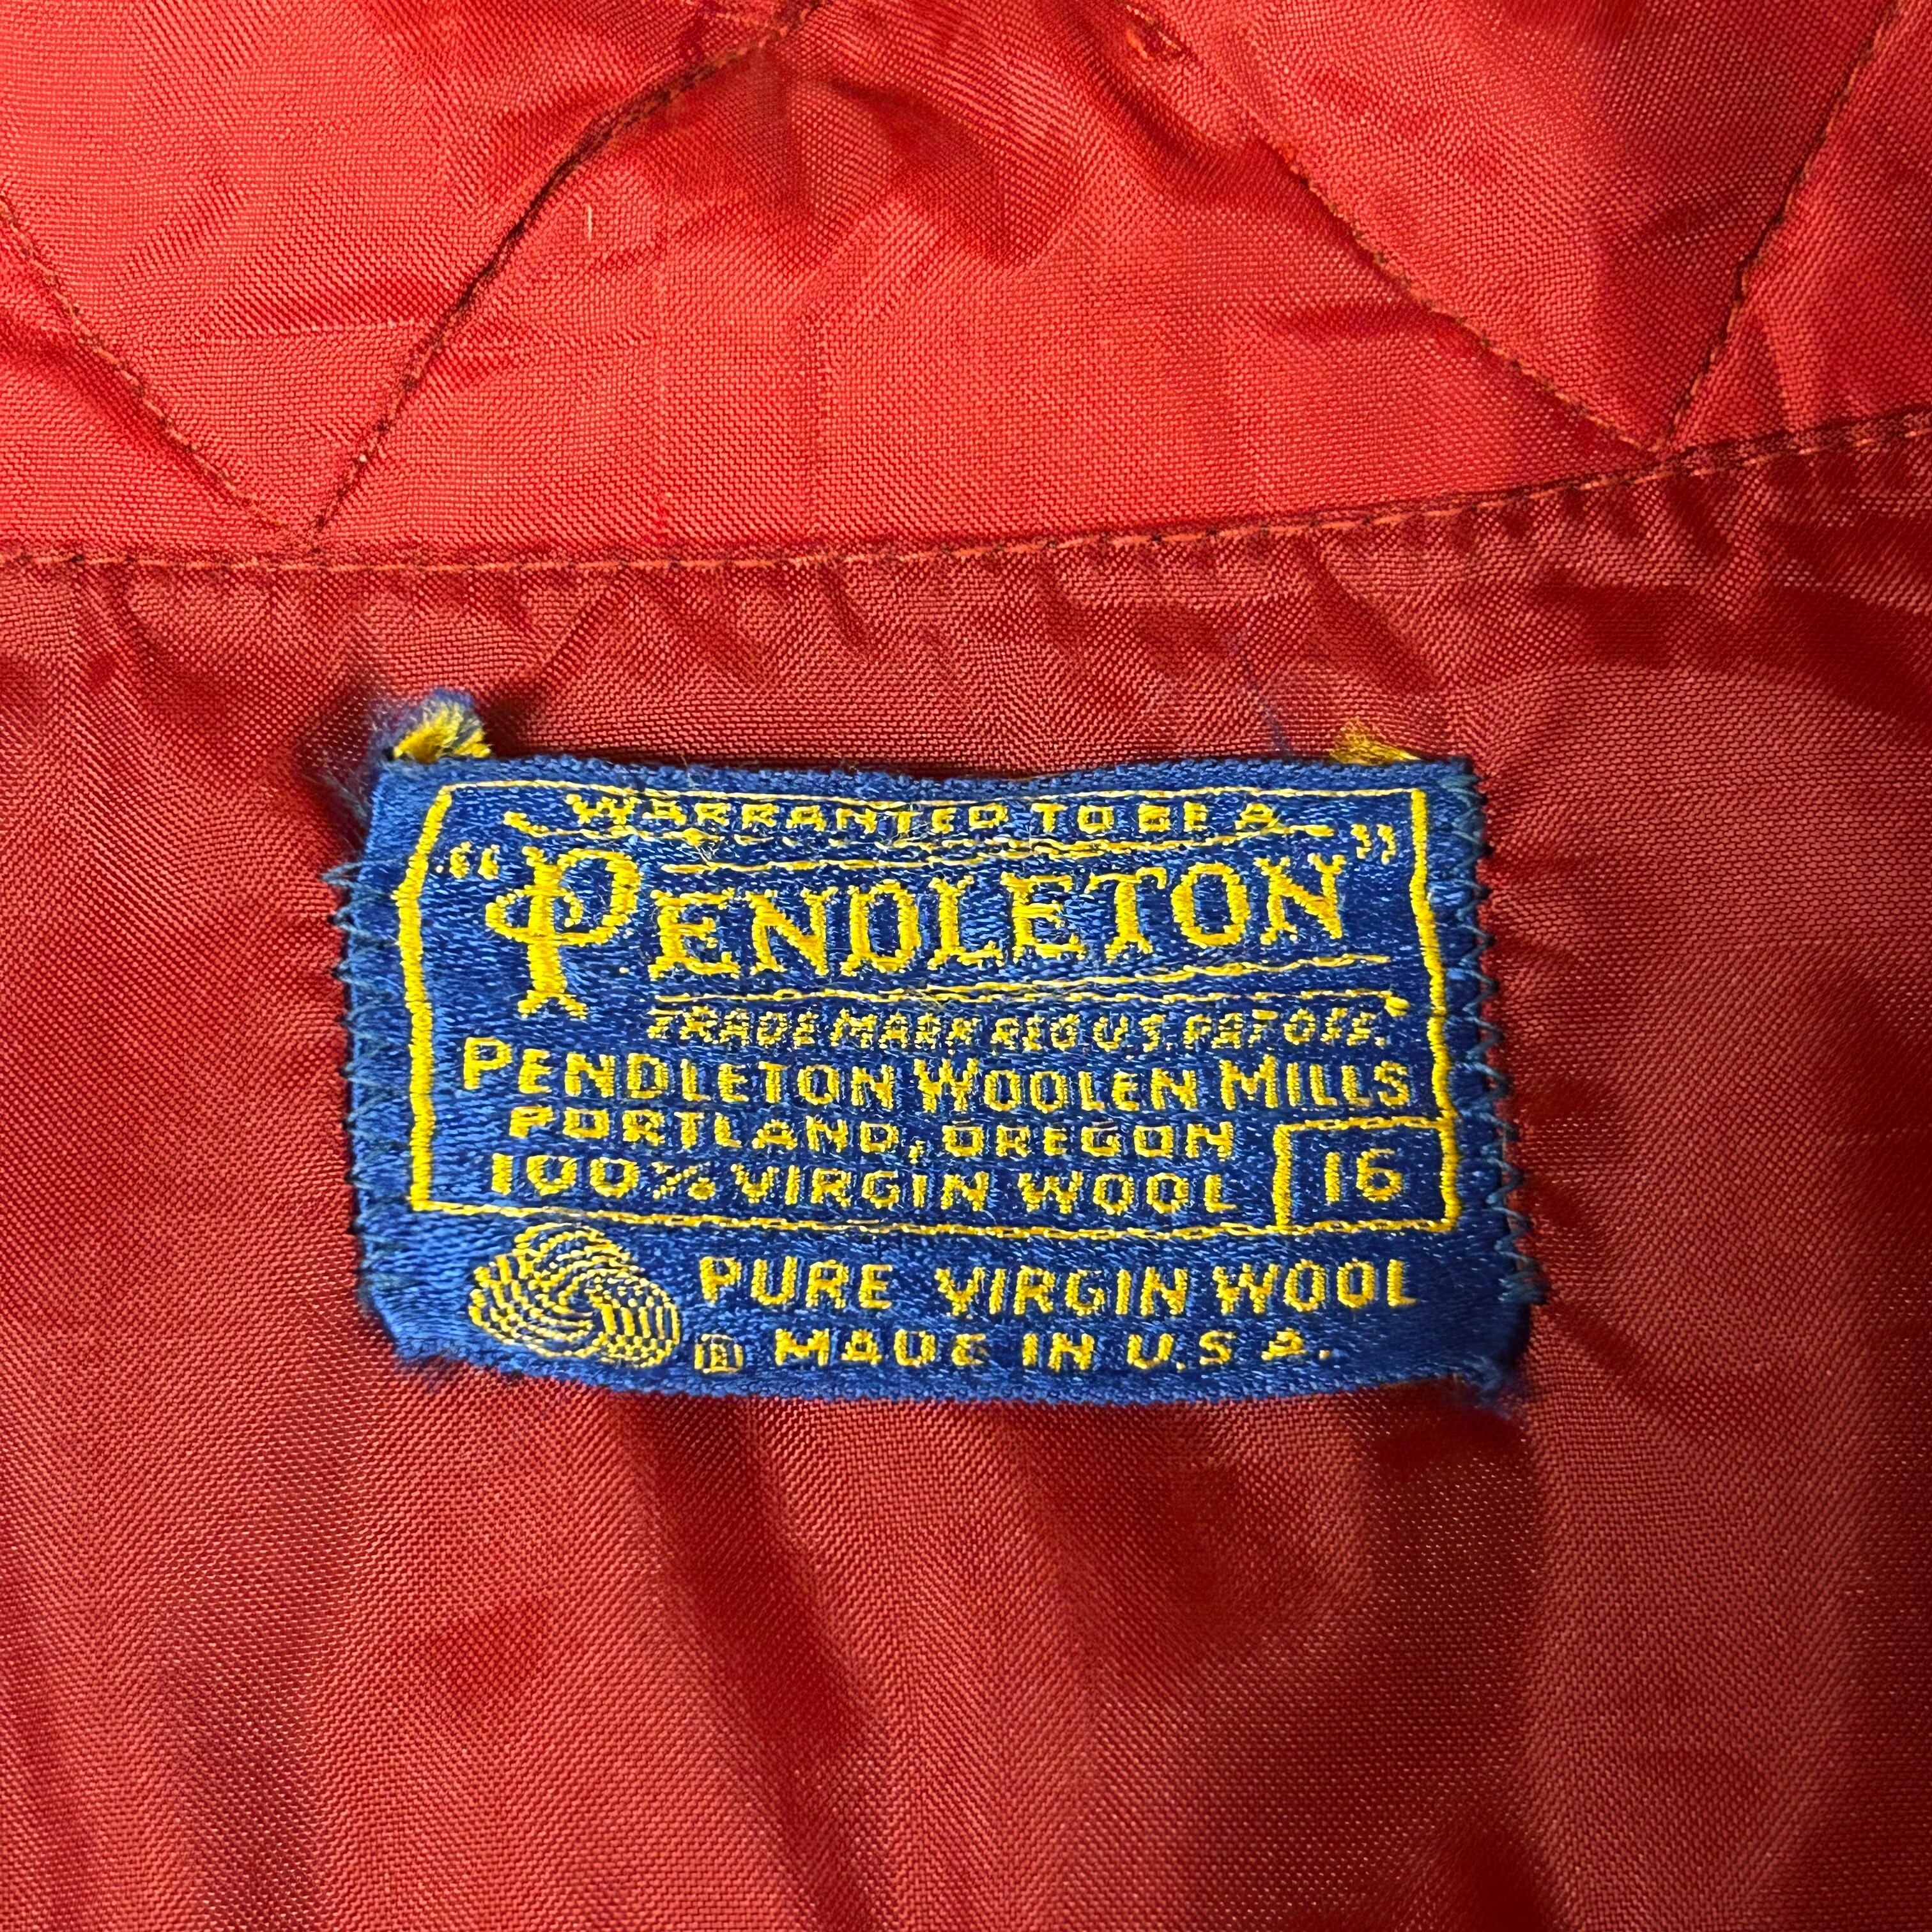 WARRANTED TO BE A
"PENDLETON"
TRADE MARK REG U.S. PAT OFF.
PENDLETON WOOLEN MILLS
PORTLAND, OREGON
100% VIRGIN WOOL 16
PURE VIRGIN WOOL
® MADE IN U.S.A.